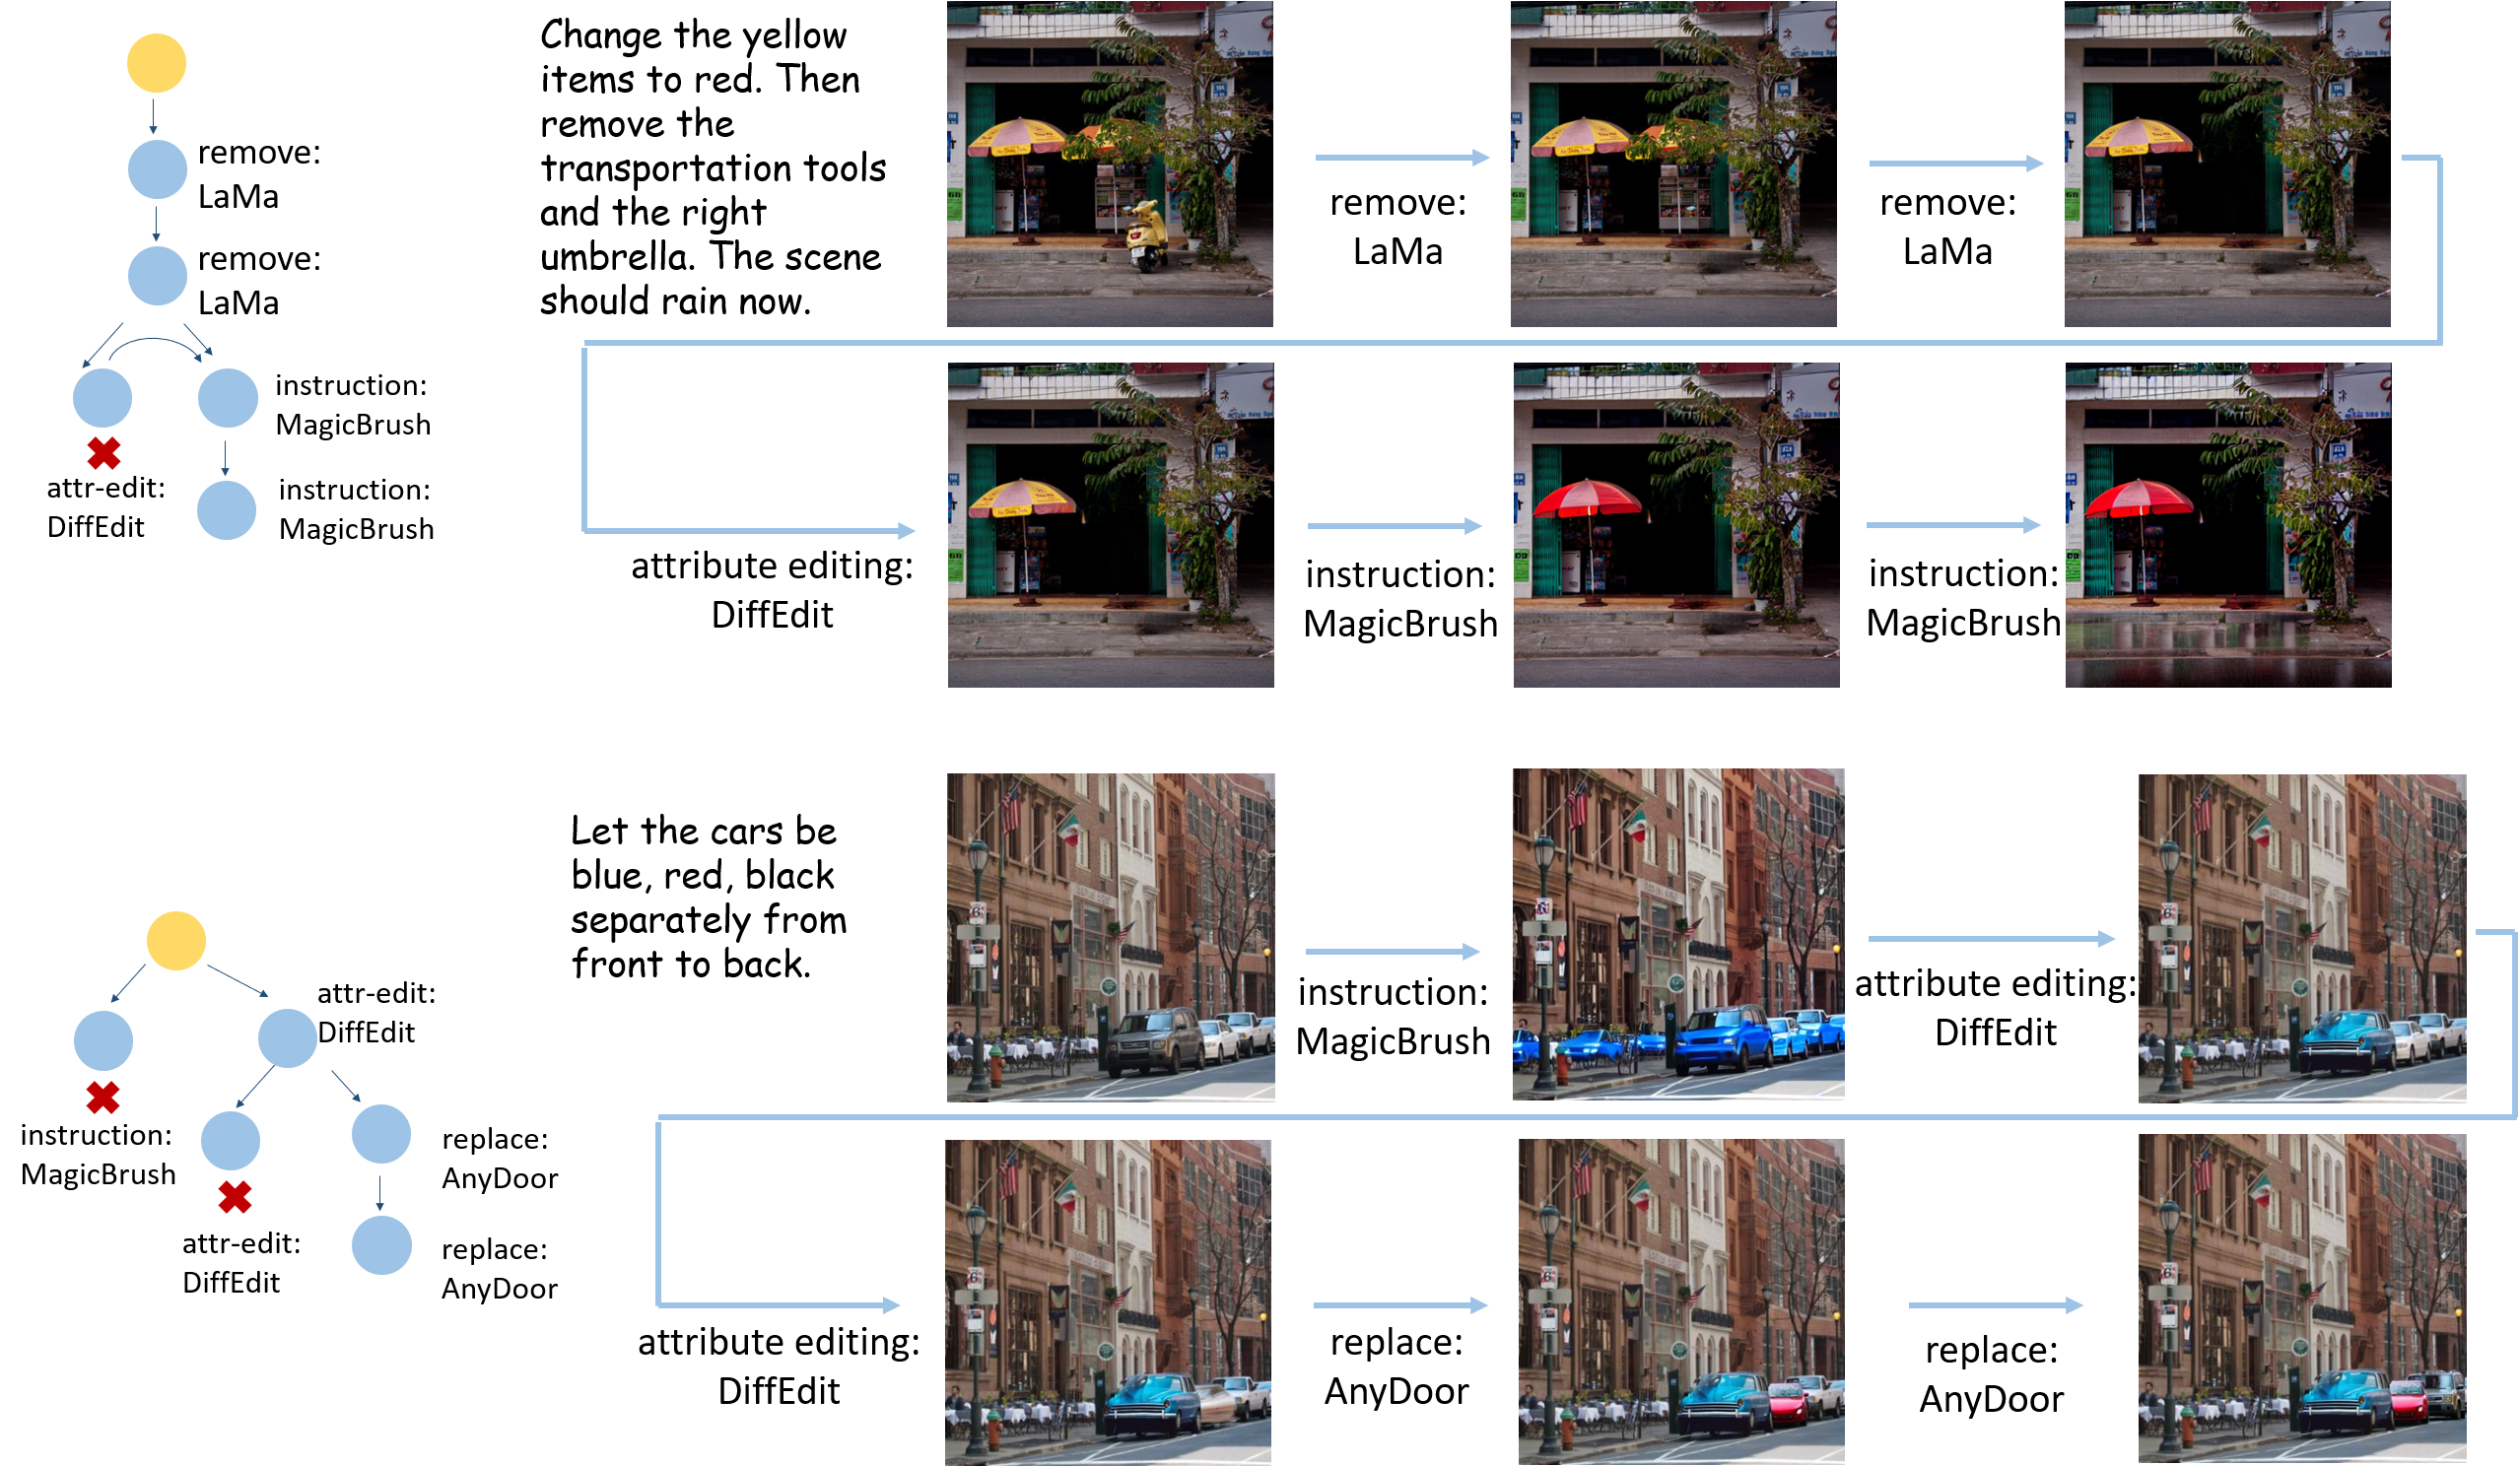 remove:
LaMa
remove:
LaMa
instruction:
MagicBrush
attr-edit:
DiffEdit
instruction:
MagicBrush
Change the yellow
items to red. Then
remove the
transportation tools
and the right
umbrella. The scene
should rain now.
remove:
LaMa
remove:
LaMa
attribute editing:
DiffEdit
instruction:
MagicBrush
instruction:
MagicBrush
attr-edit:
DiffEdit
instruction:
MagicBrush
attr-edit:
DiffEdit
replace:
AnyDoor
replace:
AnyDoor
Let the cars be
blue, red, black
separately from
front to back.
instruction:
MagicBrush
attribute editing:
DiffEdit
attribute editing:
DiffEdit
replace:
AnyDoor
replace:
AnyDoor